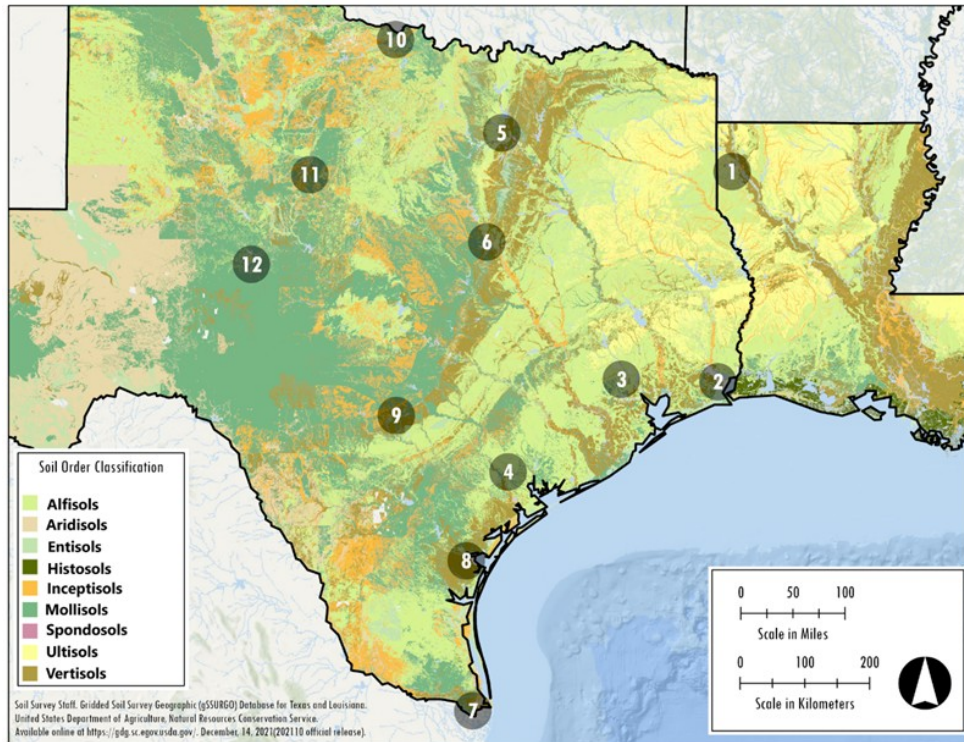 10
5
1
11
6
12
2
3
9
4
8
7
Soil Order Classification
Alfisols
Aridisols
Entisols
Histosols
Inceptisols
Mollisols
Spondosols
Ultisols
Vertisols
0 50 100
Scale in Miles
0 100 200
Scale in Kilometers
Soil Survey Staff. Gridded Soil Survey Geographic (gSSURGO) Database for Texas and Louisiana.
United States Department of Agriculture, Natural Resources Conservation Service.
Available online at https://gdg.sc.egov.usda.gov/. December, 14, 2021(202110 official release).